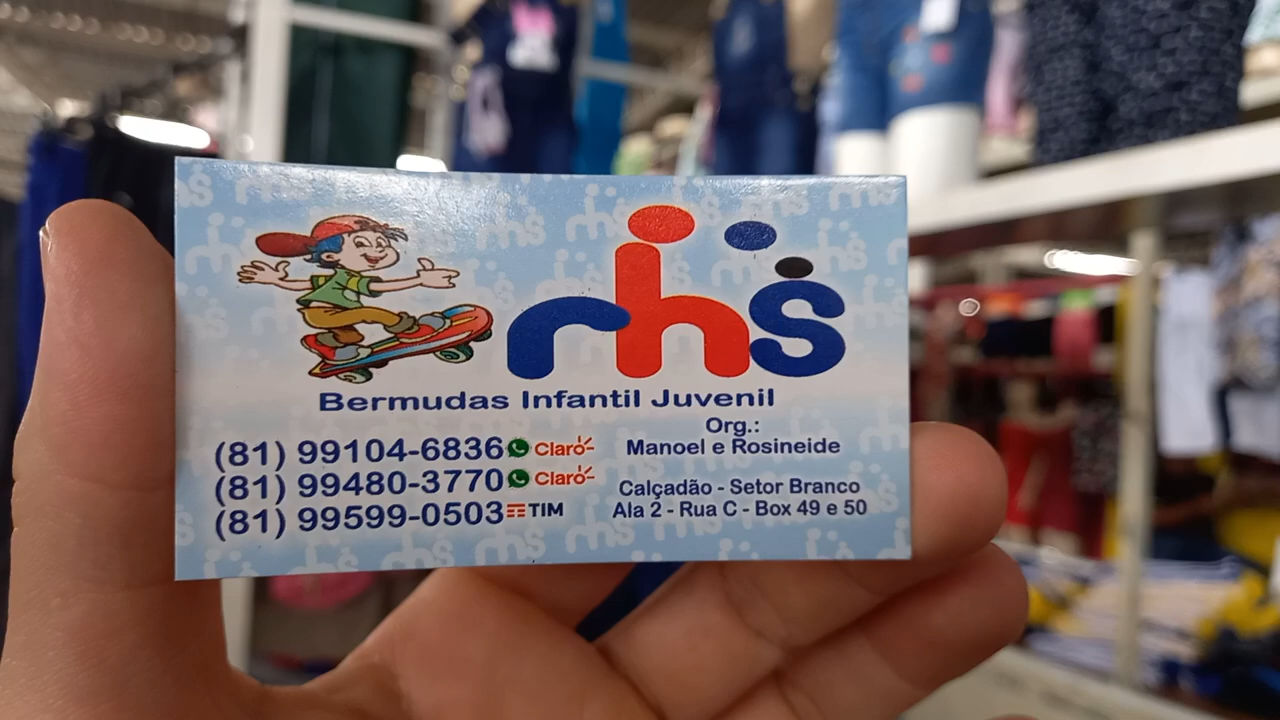 rhs
Bermudas Infantil Juvenil
(81) 99104-6836 Claro
(81) 99480-3770 Claro
(81) 99599-0503 TIM
Org.:
Manoel e Rosineide
Calçadão - Setor Branco
Ala 2 - Rua C - Box 49 e 50